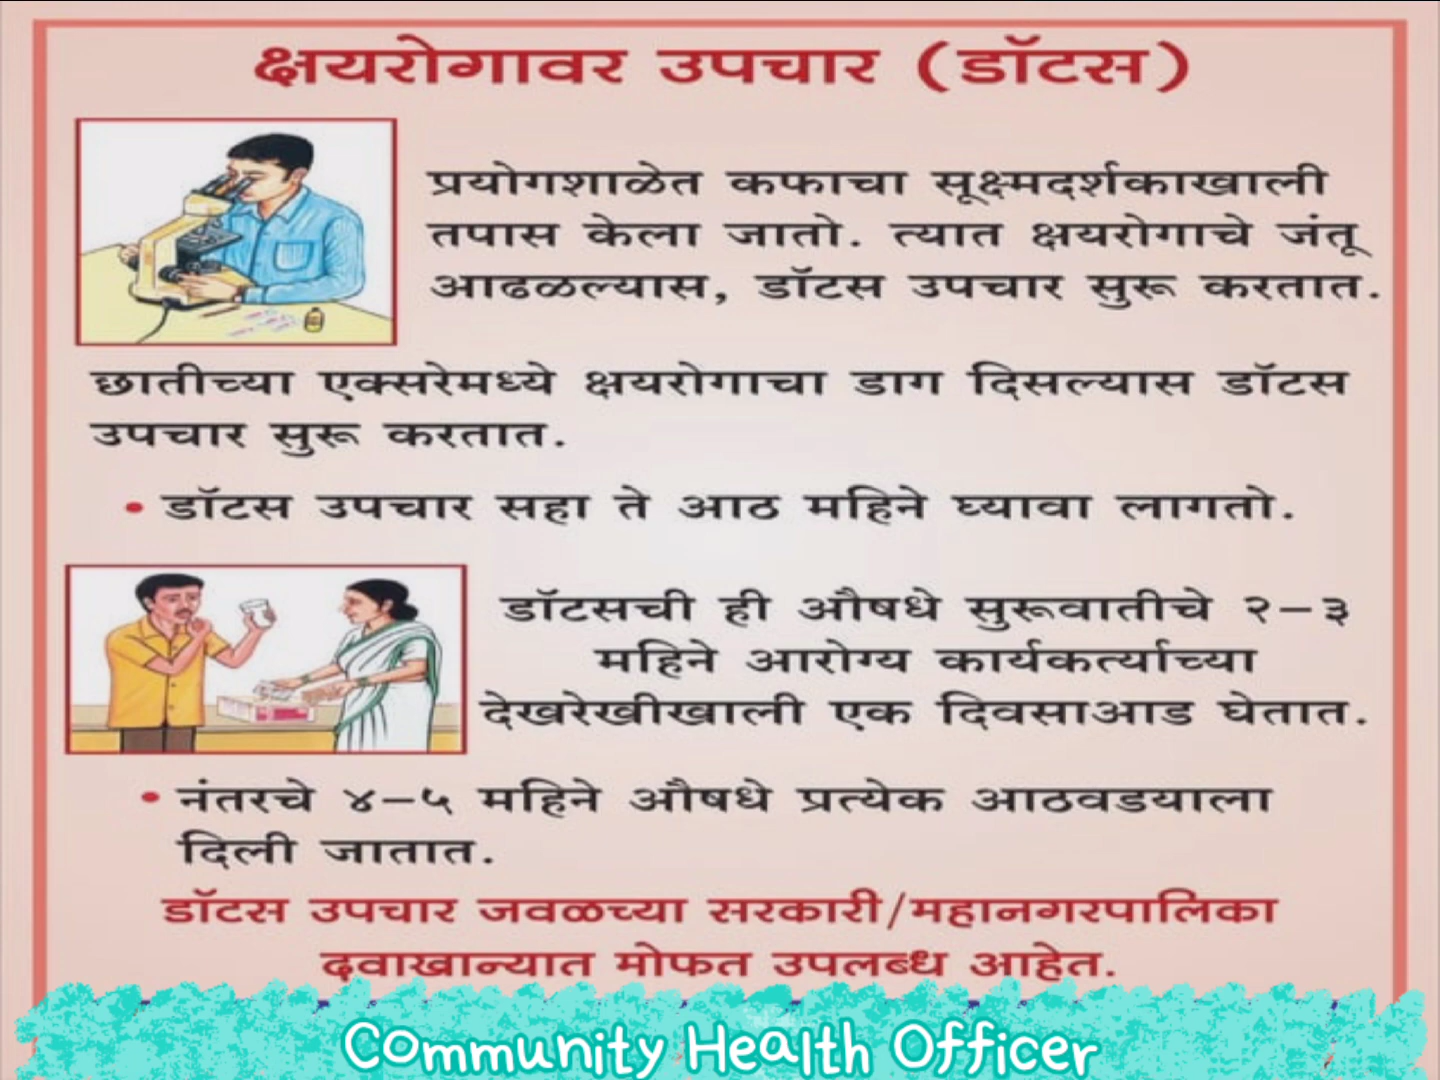 क्षयरोगावर उपचार (डॉटस)
प्रयोगशाळेत कफाचा सूक्ष्मदर्शकाखाली
तपास केला जातो. त्यात क्षयरोगाचे जंतू
आढळल्यास, डॉटस उपचार सुरू करतात.
छातीच्या एक्सरेमध्ये क्षयरोगाचा डाग दिसल्यास डॉटस
उपचार सुरू करतात.
• डॉटस उपचार सहा ते आठ महिने घ्यावा लागतो.
डॉटसची ही औषधे सुरूवातीचे २–३
महिने आरोग्य कार्यकर्त्याच्या
देखरेखीखाली एक दिवसाआड घेतात.
• नंतरचे ४–५ महिने औषधे प्रत्येक आठवडयाला
दिली जातात.
डॉटस उपचार जवळच्या सरकारी/महानगरपालिका
दवाखान्यात मोफत उपलब्ध आहेत.
Community Health Officer